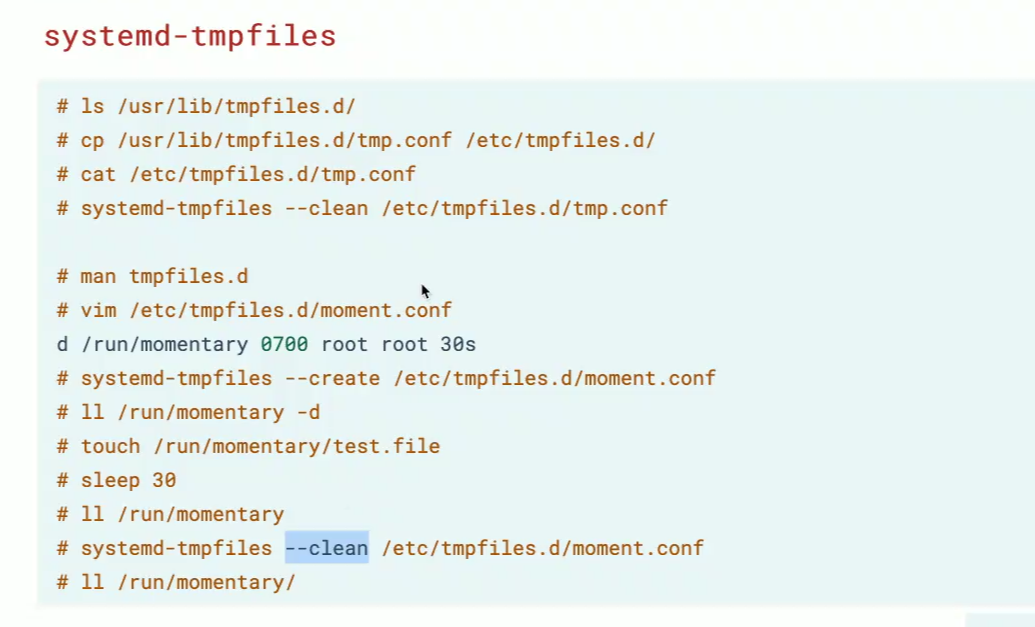 systemd-tmpfiles
# ls /usr/lib/tmpfiles.d/
# cp /usr/lib/tmpfiles.d/tmp.conf /etc/tmpfiles.d/
# cat /etc/tmpfiles.d/tmp.conf
# systemd-tmpfiles --clean /etc/tmpfiles.d/tmp.conf
# man tmpfiles.d
# vim /etc/tmpfiles.d/moment.conf
d /run/momentary 0700 root root 30s
# systemd-tmpfiles --create /etc/tmpfiles.d/moment.conf
# ll /run/momentary -d
# touch /run/momentary/test.file
# sleep 30
# ll /run/momentary
# systemd-tmpfiles --clean /etc/tmpfiles.d/moment.conf
# ll /run/momentary/